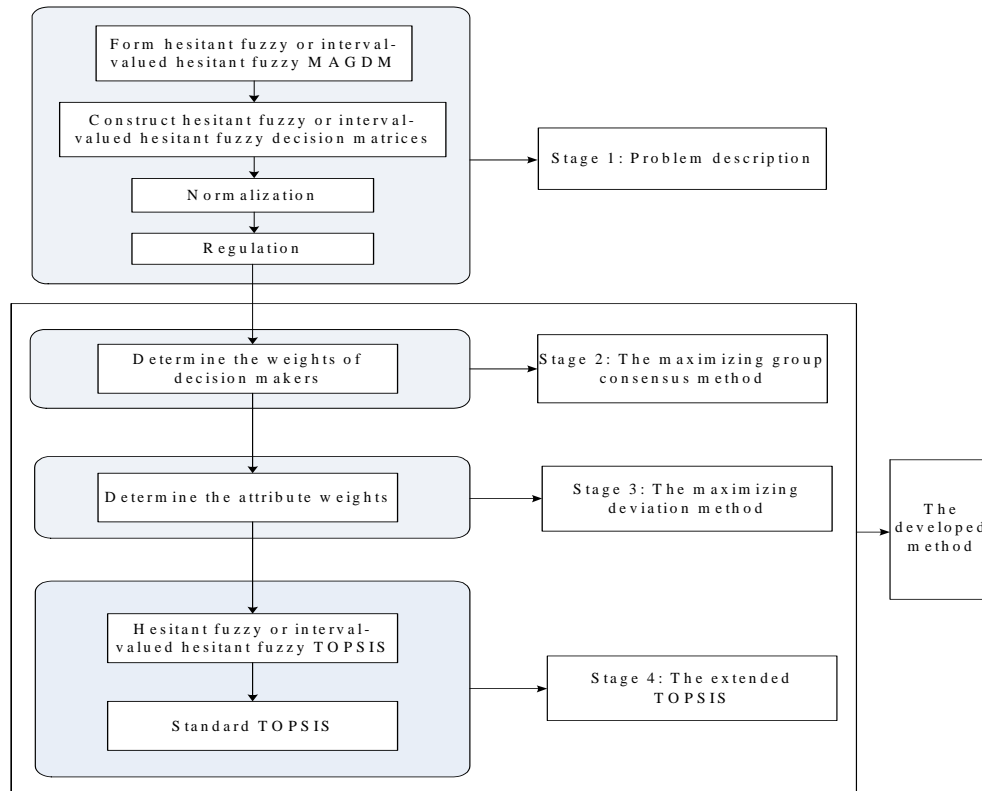 Form hesitant fuzzy or interval-
valued hesitant fuzzy MAGDM
Construct hesitant fuzzy or interval-
valued hesitant fuzzy decision matrices
Normalization
Regulation
Stage 1: Problem description
Determine the weights of
decision makers
Stage 2: The maximizing group
consensus method
Determine the attribute weights
Stage 3: The maximizing
deviation method
The
developed
method
Hesitant fuzzy or interval-
valued hesitant fuzzy TOPSIS
Standard TOPSIS
Stage 4: The extended
TOPSIS